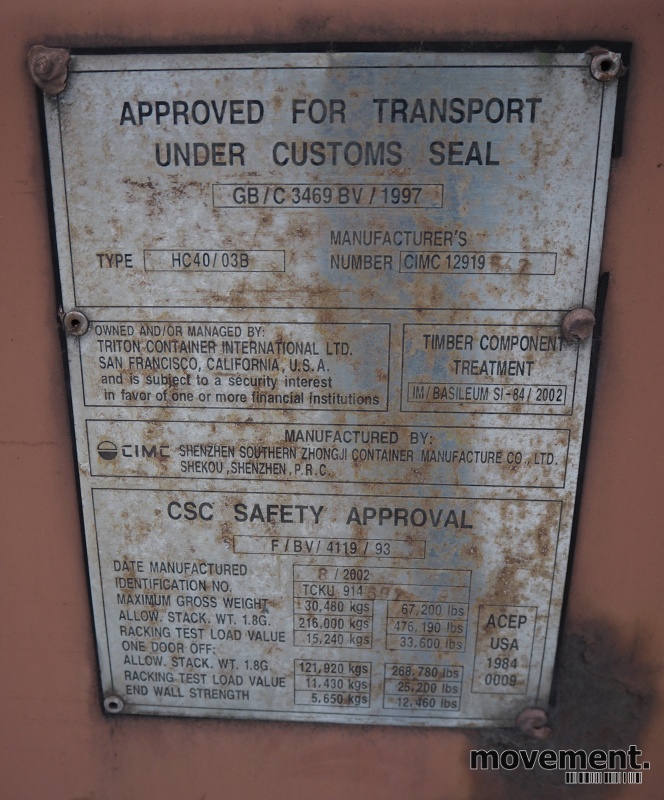 APPROVED FOR TRANSPORT
UNDER CUSTOMS SEAL
GB/C 3469 BV / 1997
TYPE HC40/03B
MANUFACTURER'S
NUMBER CIMC 12919
OWNED AND/OR MANAGED BY:
TRITON CONTAINER INTERNATIONAL LTD.
SAN FRANCISCO, CALIFORNIA, U.S.A.
and is subject to a security interest
in favor of one or more financial institutions
TIMBER COMPONENT
TREATMENT
IM/BASILEUM SI-84/2002
MANUFACTURED BY:
CIMC SHENZHEN SOUTHERN ZHONGJI CONTAINER MANUFACTURE CO., LTD.
SHEKOU, SHENZHEN, P.R.C.
CSC SAFETY APPROVAL
F/BV/4119/93
DATE MANUFACTURED / 2002
IDENTIFICATION NO. TCKU 914
MAXIMUM GROSS WEIGHT 30,480 kgs 67,200 lbs
ALLOW. STACK. WT. 1.8G. 216,000 kgs 476,190 lbs
RACKING TEST LOAD VALUE 15,240 kgs 33,600 lbs
ONE DOOR OFF:
ALLOW. STACK. WT. 1.8G. 121,920 kgs 268,780 lbs
RACKING TEST LOAD VALUE 11,430 kgs 25,200 lbs
END WALL STRENGTH 5,650 kgs 12,460 lbs
ACEP
USA
1984
0009
movement.